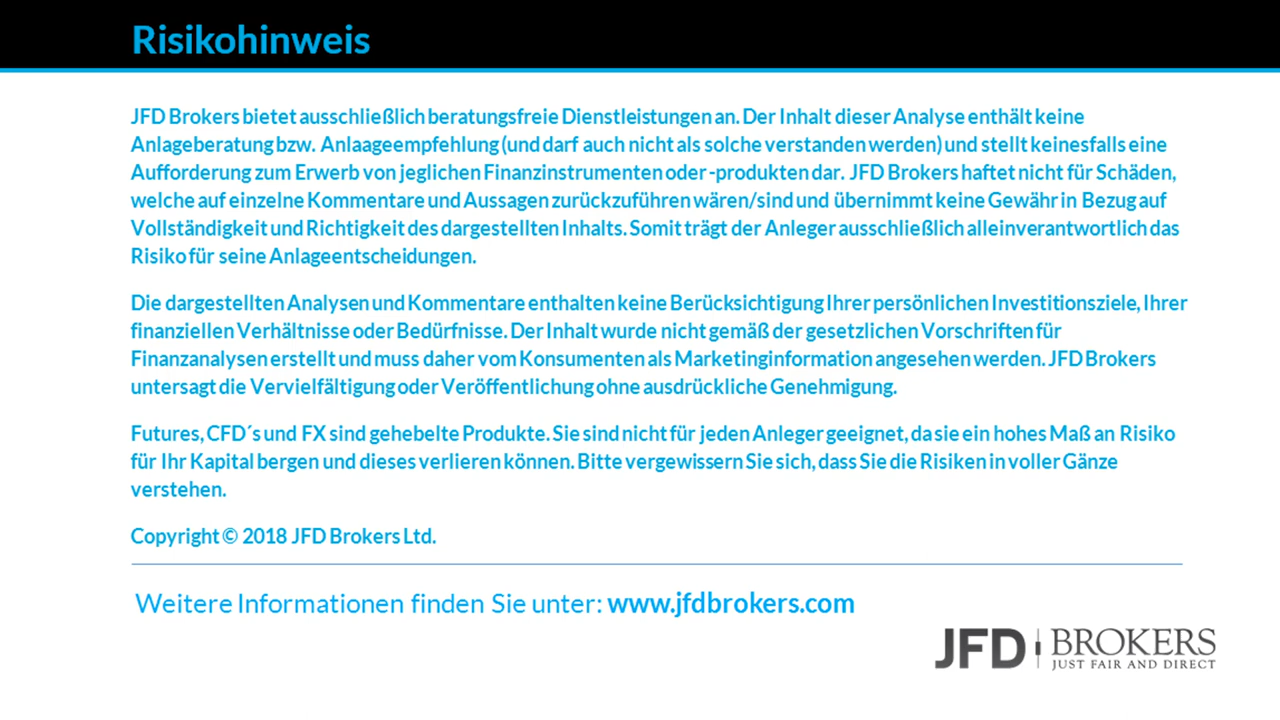 Risikohinweis
JFD Brokers bietet ausschließlich beratungsfreie Dienstleistungen an. Der Inhalt dieser Analyse enthält keine
Anlageberatung bzw. Anlaageempfehlung (und darf auch nicht als solche verstanden werden) und stellt keinesfalls eine
Aufforderung zum Erwerb von jeglichen Finanzinstrumenten oder -produkten dar. JFD Brokers haftet nicht für Schäden,
welche auf einzelne Kommentare und Aussagen zurückzuführen wären/sind und übernimmt keine Gewähr in Bezug auf
Vollständigkeit und Richtigkeit des dargestellten Inhalts. Somit trägt der Anleger ausschließlich alleinverantwortlich das
Risiko für seine Anlageentscheidungen.
Die dargestellten Analysen und Kommentare enthalten keine Berücksichtigung Ihrer persönlichen Investitionsziele, Ihrer
finanziellen Verhältnisse oder Bedürfnisse. Der Inhalt wurde nicht gemäß der gesetzlichen Vorschriften für
Finanzanalysen erstellt und muss daher vom Konsumenten als Marketinginformation angesehen werden. JFD Brokers
untersagt die Vervielfältigung oder Veröffentlichung ohne ausdrückliche Genehmigung.
Futures, CFD´s und FX sind gehebelte Produkte. Sie sind nicht für jeden Anleger geeignet, da sie ein hohes Maß an Risiko
für Ihr Kapital bergen und dieses verlieren können. Bitte vergewissern Sie sich, dass Sie die Risiken in voller Gänze
verstehen.
Copyright © 2018 JFD Brokers Ltd.
Weitere Informationen finden Sie unter: www.jfdbrokers.com
JFD BROKERS
JUST FAIR AND DIRECT